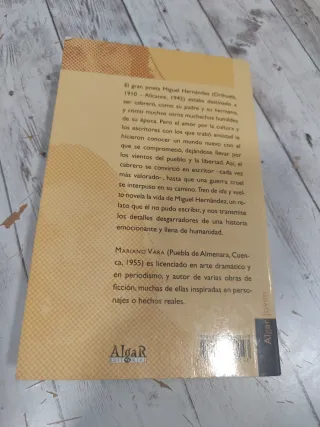 El gran poeta Miguel Hernández (Orihuela,
1910 - Alicante, 1942) estaba destinado a
ser cabrero, como su padre y su hermano,
y como muchos otros muchachos humildes
de su época. Pero el amor por la cultura y
los escritores con los que trabó amistad le
hicieron conocer un mundo nuevo con el
que se comprometió, dejándose llevar por
los vientos del pueblo y la libertad. Así, el
cabrero se convirtió en escritor –cada vez
más valorado–, hasta que una guerra cruel
se interpuso en su camino. Tren de ida y vuel-
ta novela la vida de Miguel Hernández, un re-
lato que él no pudo escribir, y nos transmite
los detalles desgarradores de una historia
emocionante y llena de humanidad.
Mariano Vara (Puebla de Almenara, Cuen-
ca, 1955) es licenciado en arte dramático y
en periodismo, y autor de varias obras de
ficción, muchas de ellas inspiradas en perso-
najes o hechos reales.
Algar
AlgaR
EDITORIAL